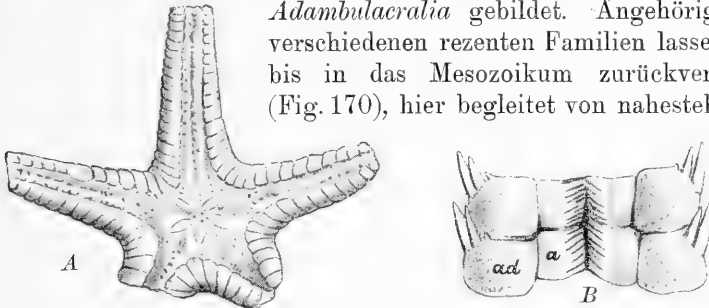 Adambulacralia gebildet. Angehörig
verschiedenen rezenten Familien lasse
bis in das Mesozoikum zurückver
(Fig. 170), hier begleitet von nahesteh
A
ad
a
B